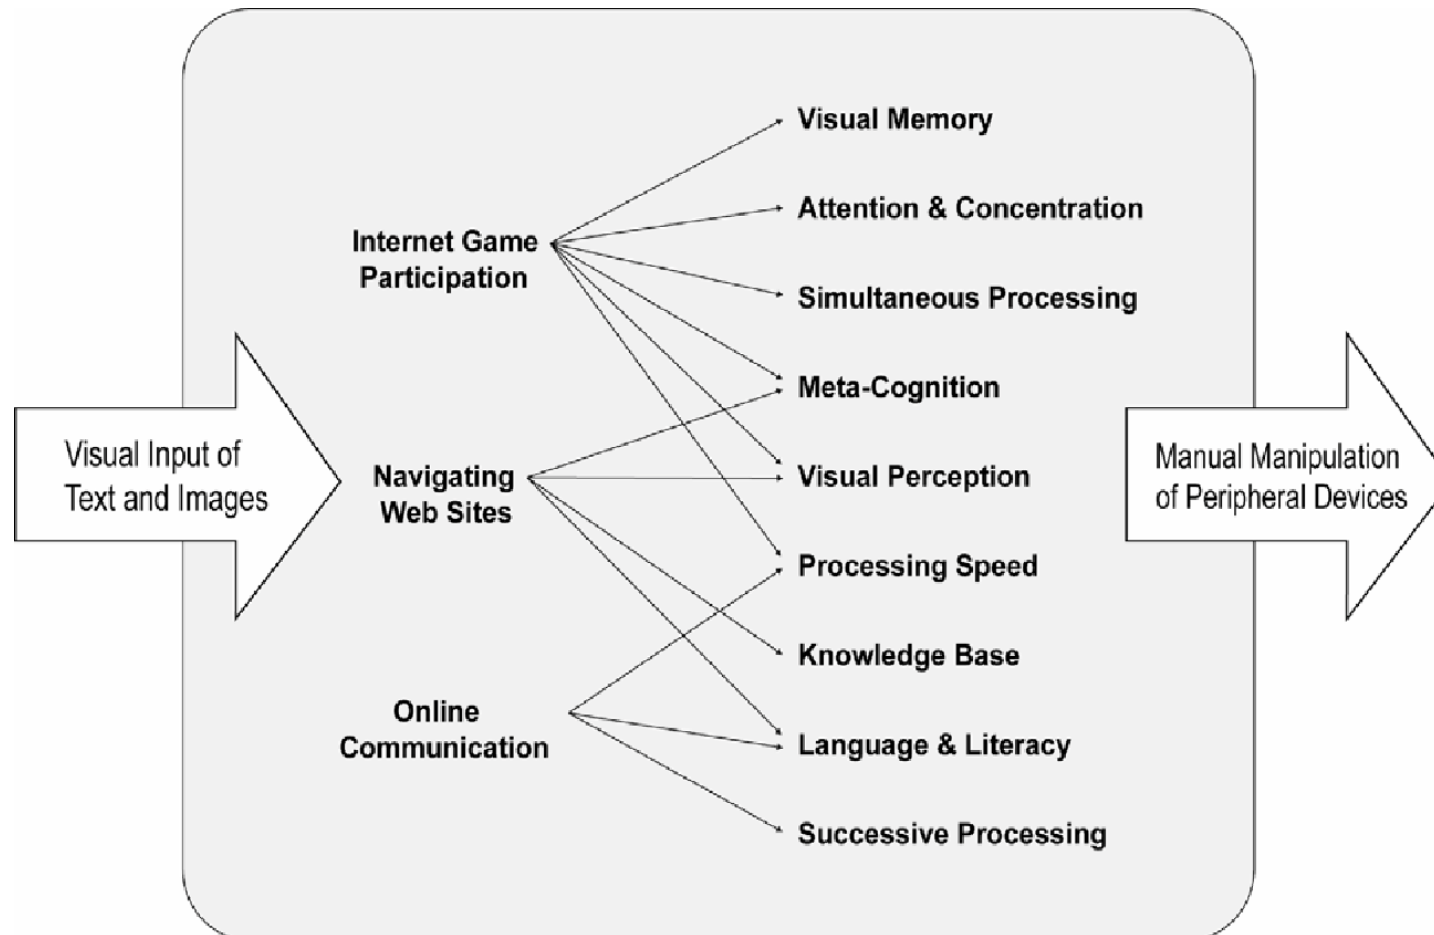 Visual Input of
Text and Images
Internet Game
Participation
Navigating
Web Sites
Online
Communication
Visual Memory
Attention & Concentration
Simultaneous Processing
Meta-Cognition
Visual Perception
Processing Speed
Knowledge Base
Language & Literacy
Successive Processing
Manual Manipulation
of Peripheral Devices